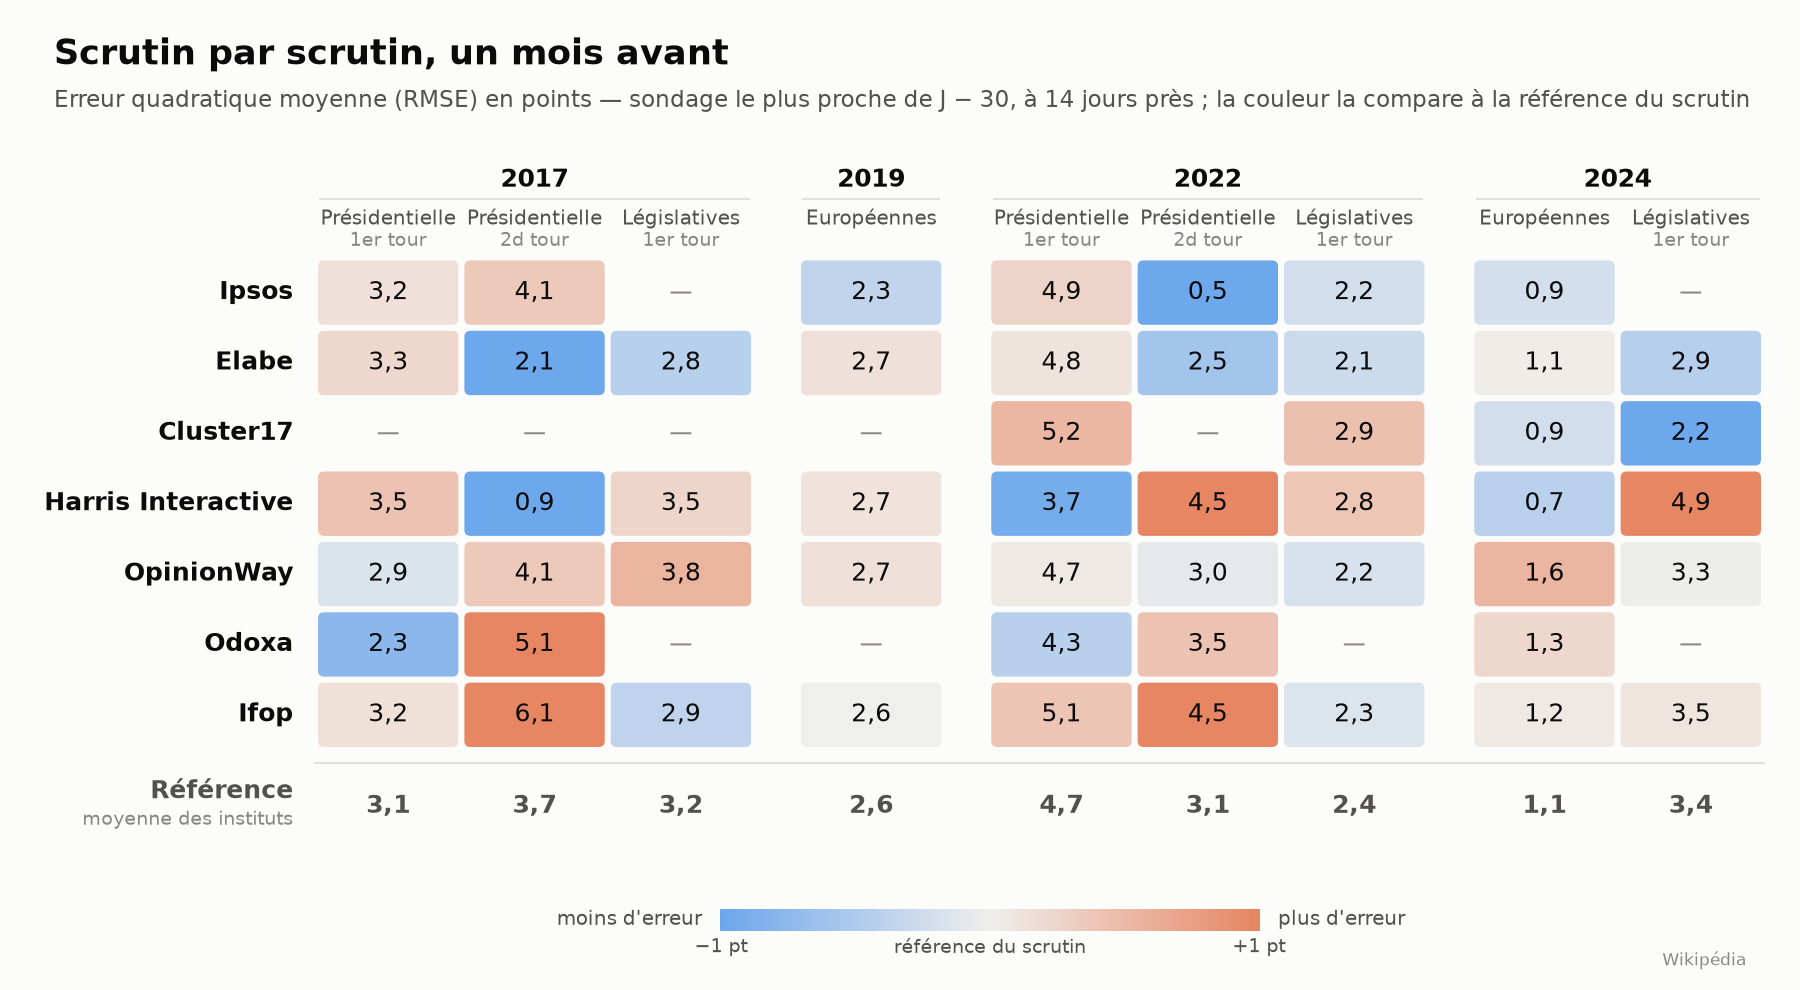 Scrutin par scrutin, un mois avant
Erreur quadratique moyenne (RMSE) en points — sondage le plus proche de J − 30, à 14 jours près ; la couleur la compare à la référence du scrutin
2017 2019 2022 2024
Présidentielle Présidentielle Législatives Européennes Présidentielle Présidentielle Législatives Européennes Législatives
1er tour 2d tour 1er tour 1er tour 2d tour 1er tour 1er tour
Ipsos 3,2 4,1 — 2,3 4,9 0,5 2,2 0,9 —
Elabe 3,3 2,1 2,8 2,7 4,8 2,5 2,1 1,1 2,9
Cluster17 — — — — 5,2 — 2,9 0,9 2,2
Harris Interactive 3,5 0,9 3,5 2,7 3,7 4,5 2,8 0,7 4,9
OpinionWay 2,9 4,1 3,8 2,7 4,7 3,0 2,2 1,6 3,3
Odoxa 2,3 5,1 — — 4,3 3,5 — 1,3 —
Ifop 3,2 6,1 2,9 2,6 5,1 4,5 2,3 1,2 3,5
Référence 3,1 3,7 3,2 2,6 4,7 3,1 2,4 1,1 3,4
moyenne des instituts
moins d'erreur plus d'erreur
−1 pt référence du scrutin +1 pt
Wikipédia